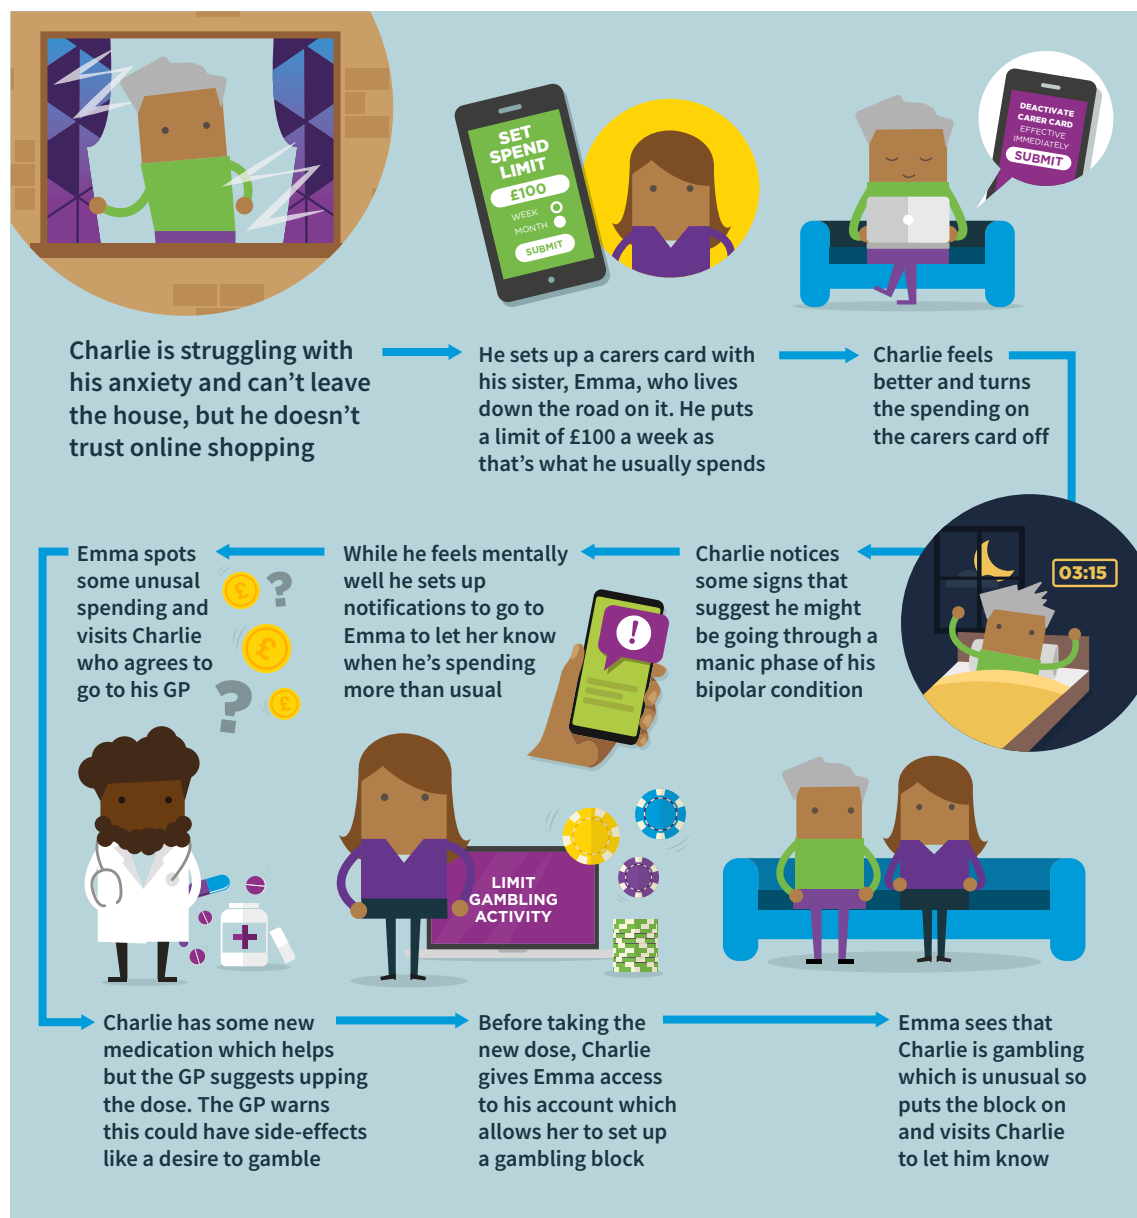 SET
SPEND
LIMIT
£100
WEEK
MONTH
SUBMIT
DEACTIVATE
CARER CARD
EFFECTIVE
IMMEDIATELY
SUBMIT
Charlie is struggling with
his anxiety and can’t leave
the house, but he doesn’t
trust online shopping
He sets up a carers card with
his sister, Emma, who lives
down the road on it. He puts
a limit of £100 a week as
that’s what he usually spends
Charlie feels
better and turns
the spending on
the carers card off
03:15
Charlie notices
some signs that
suggest he might
be going through a
manic phase of his
bipolar condition
While he feels mentally
well he sets up
notifications to go to
Emma to let her know
when he’s spending
more than usual
!
Emma spots
some unusal
spending and
visits Charlie
who agrees to
go to his GP
£
?
£
?
£
LIMIT
GAMBLING
ACTIVITY
Charlie has some new
medication which helps
but the GP suggests upping
the dose. The GP warns
this could have side-effects
like a desire to gamble
Before taking the
new dose, Charlie
gives Emma access
to his account which
allows her to set up
a gambling block
Emma sees that
Charlie is gambling
which is unusual so
puts the block on
and visits Charlie
to let him know